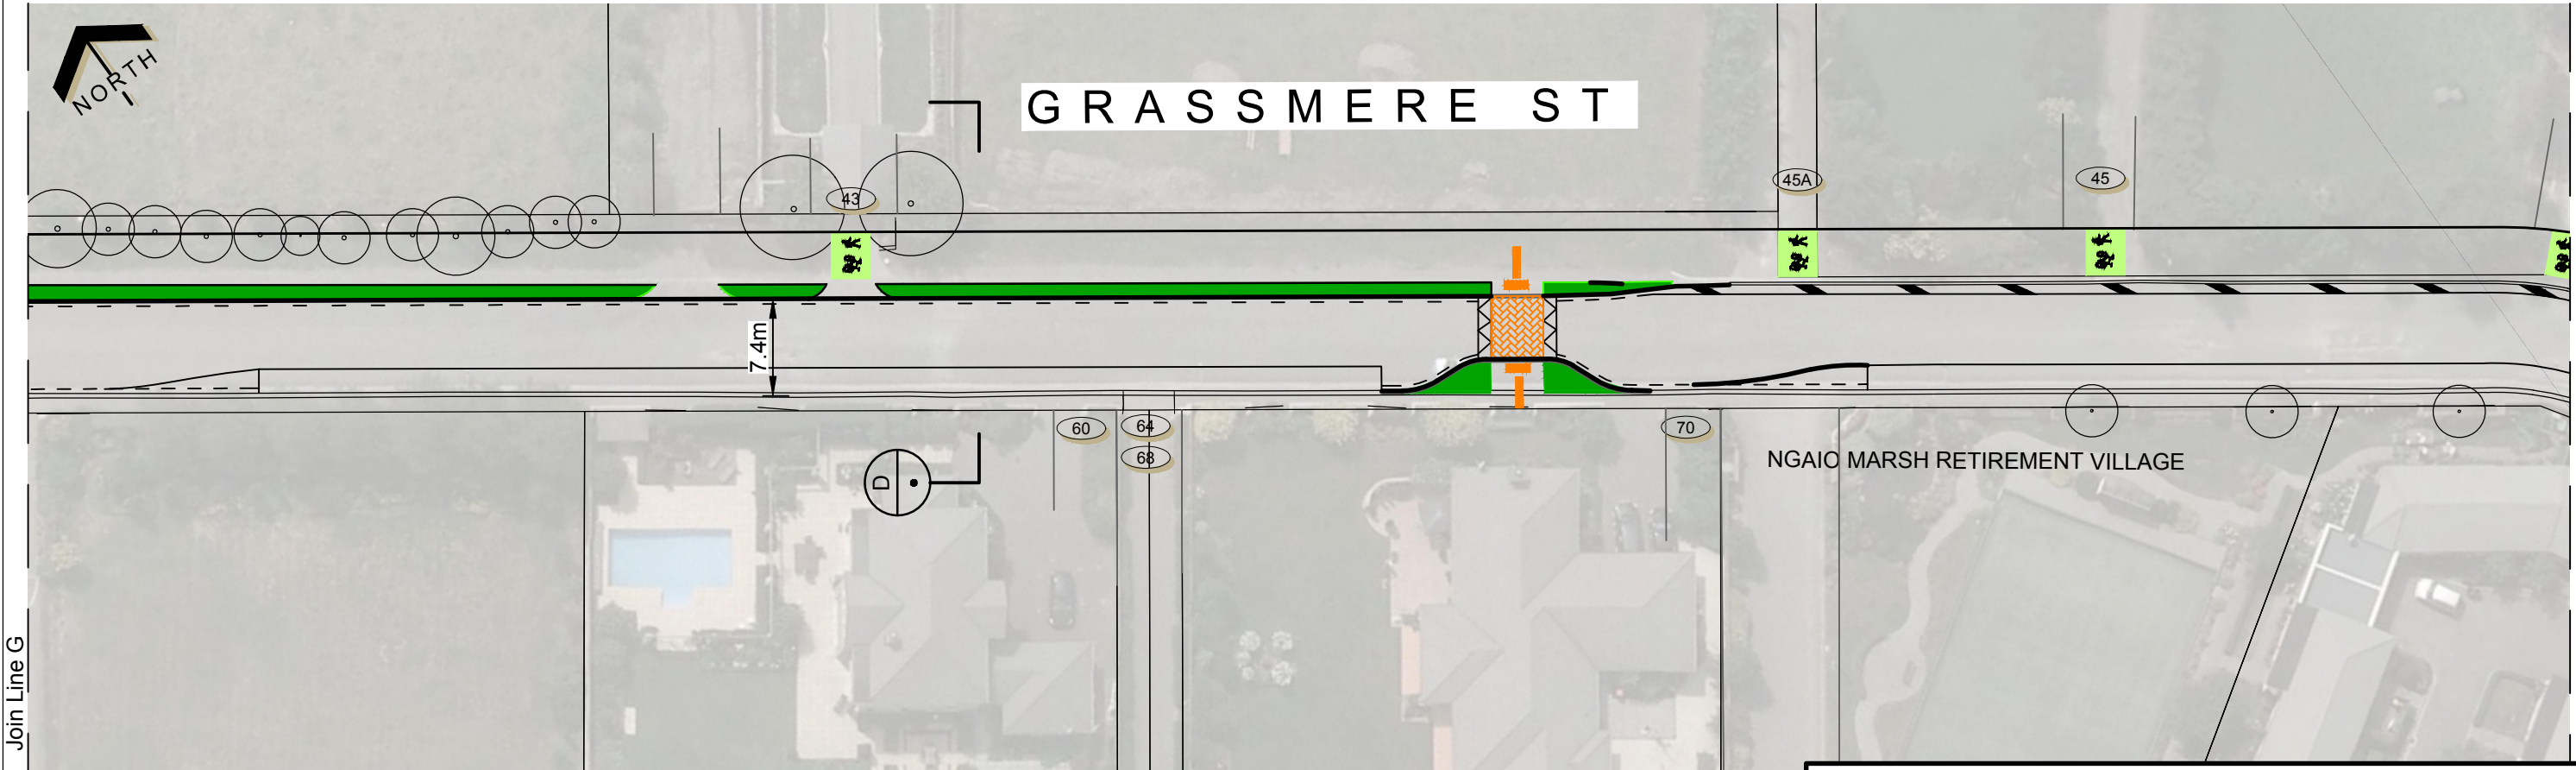 NORTH
GRASSMERE ST
43
45A
45
7.4m
60
64
68
70
D
NGAIO MARSH RETIREMENT VILLAGE
Join Line G